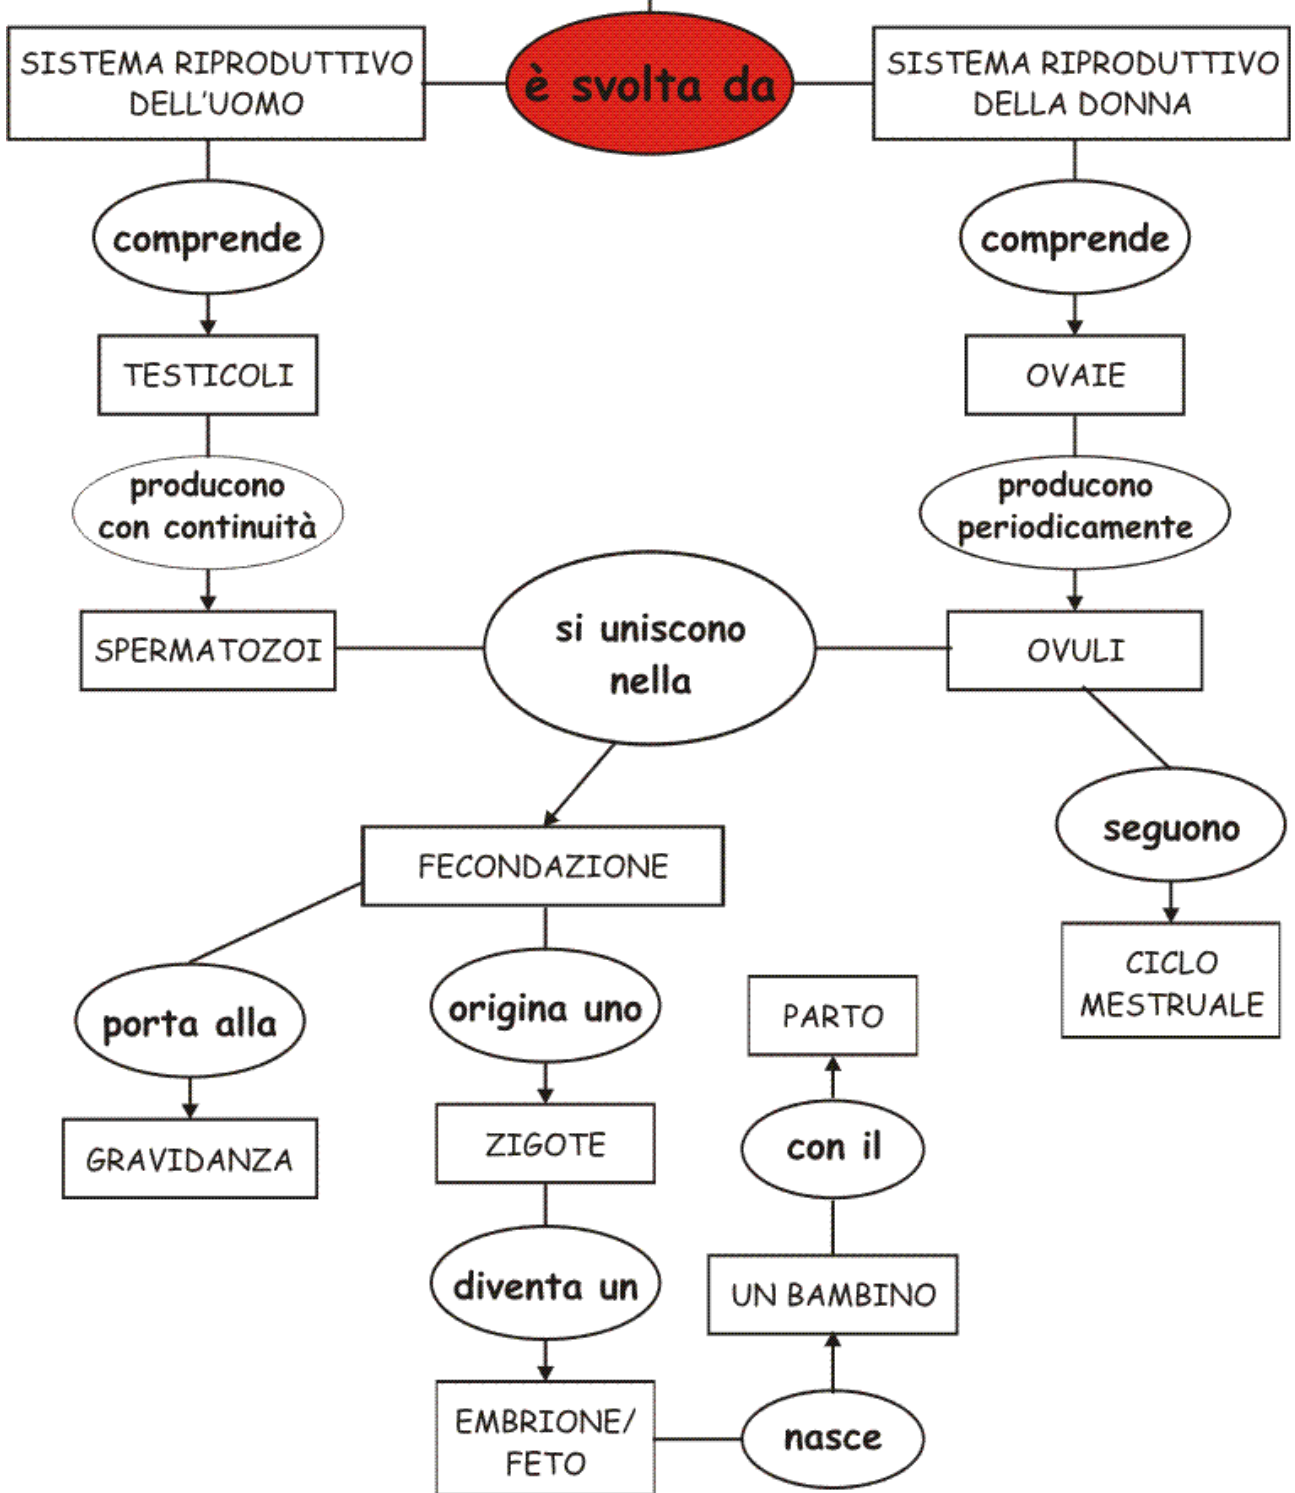 SISTEMA RIPRODUTTIVO
DELL'UOMO
è svolta da
SISTEMA RIPRODUTTIVO
DELLA DONNA
comprende
comprende
TESTICOLI
OVAIE
producono
con continuità
producono
periodicamente
SPERMATOZOI
si uniscono
nella
OVULI
seguono
FECONDAZIONE
CICLO
MESTRUALE
porta alla
origina uno
PARTO
GRAVIDANZA
ZIGOTE
con il
diventa un
UN BAMBINO
EMBRIONE/
FETO
nasce